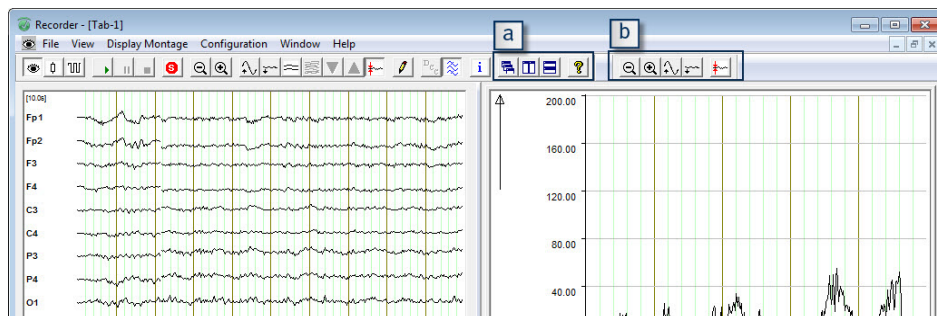 Recorder - [Tab-1]
a
b
File View Display Montage Configuration Window Help
S
i
?
[10.0s]
Fp1
Fp2
F3
F4
C3
C4
P3
P4
O1
200.00
160.00
120.00
80.00
40.00